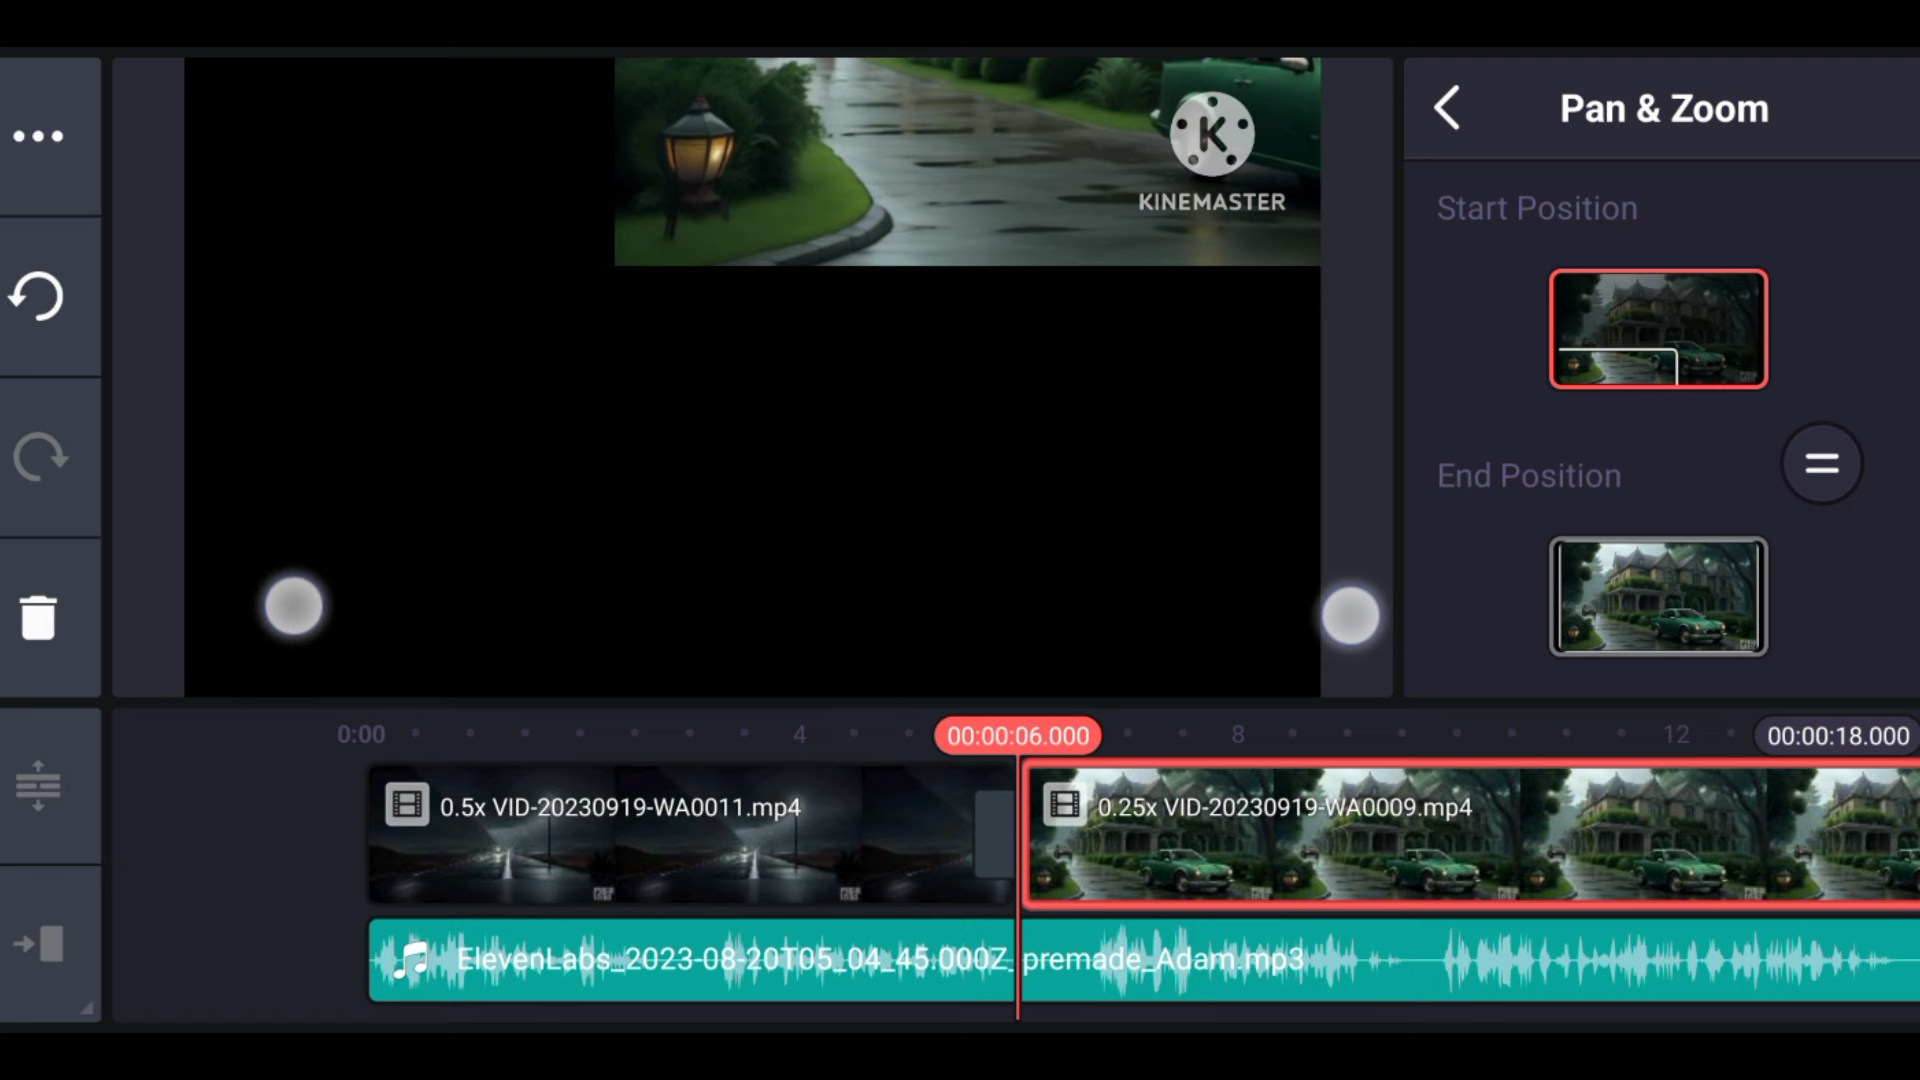 Pan & Zoom
K
KINEMASTER
Start Position
End Position
0:00
4
00:00:06.000
8
12
00:00:18.000
0.5x VID-20230919-WA0011.mp4
0.25x VID-20230919-WA0009.mp4
ElevenLabs_2023-08-20T05_04_45.000Z_premade_Adam.mp3